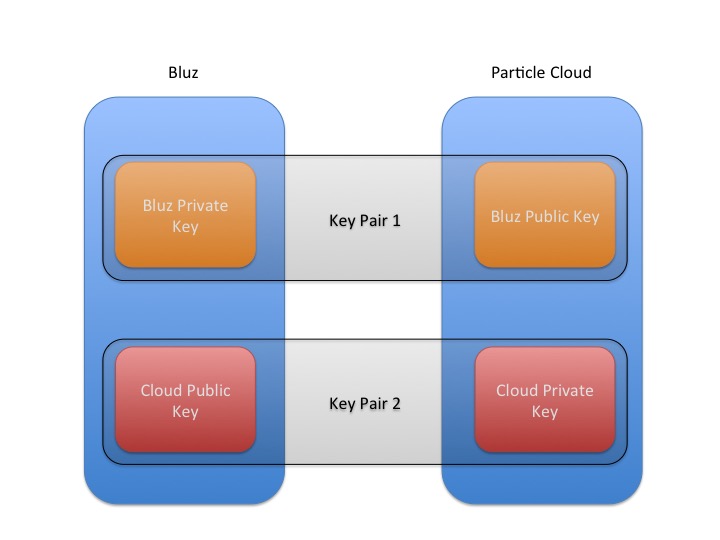 Bluz
Particle Cloud
Bluz Private
Key
Key Pair 1
Bluz Public Key
Cloud Public
Key
Key Pair 2
Cloud Private
Key